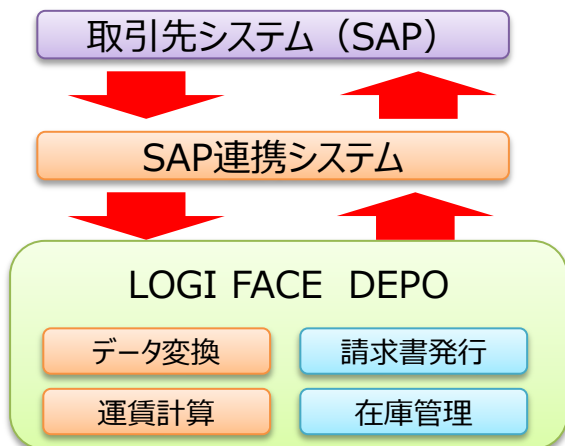 取引先システム（SAP）
SAP連携システム
LOGI FACE DEPO
データ変換 請求書発行
運賃計算 在庫管理